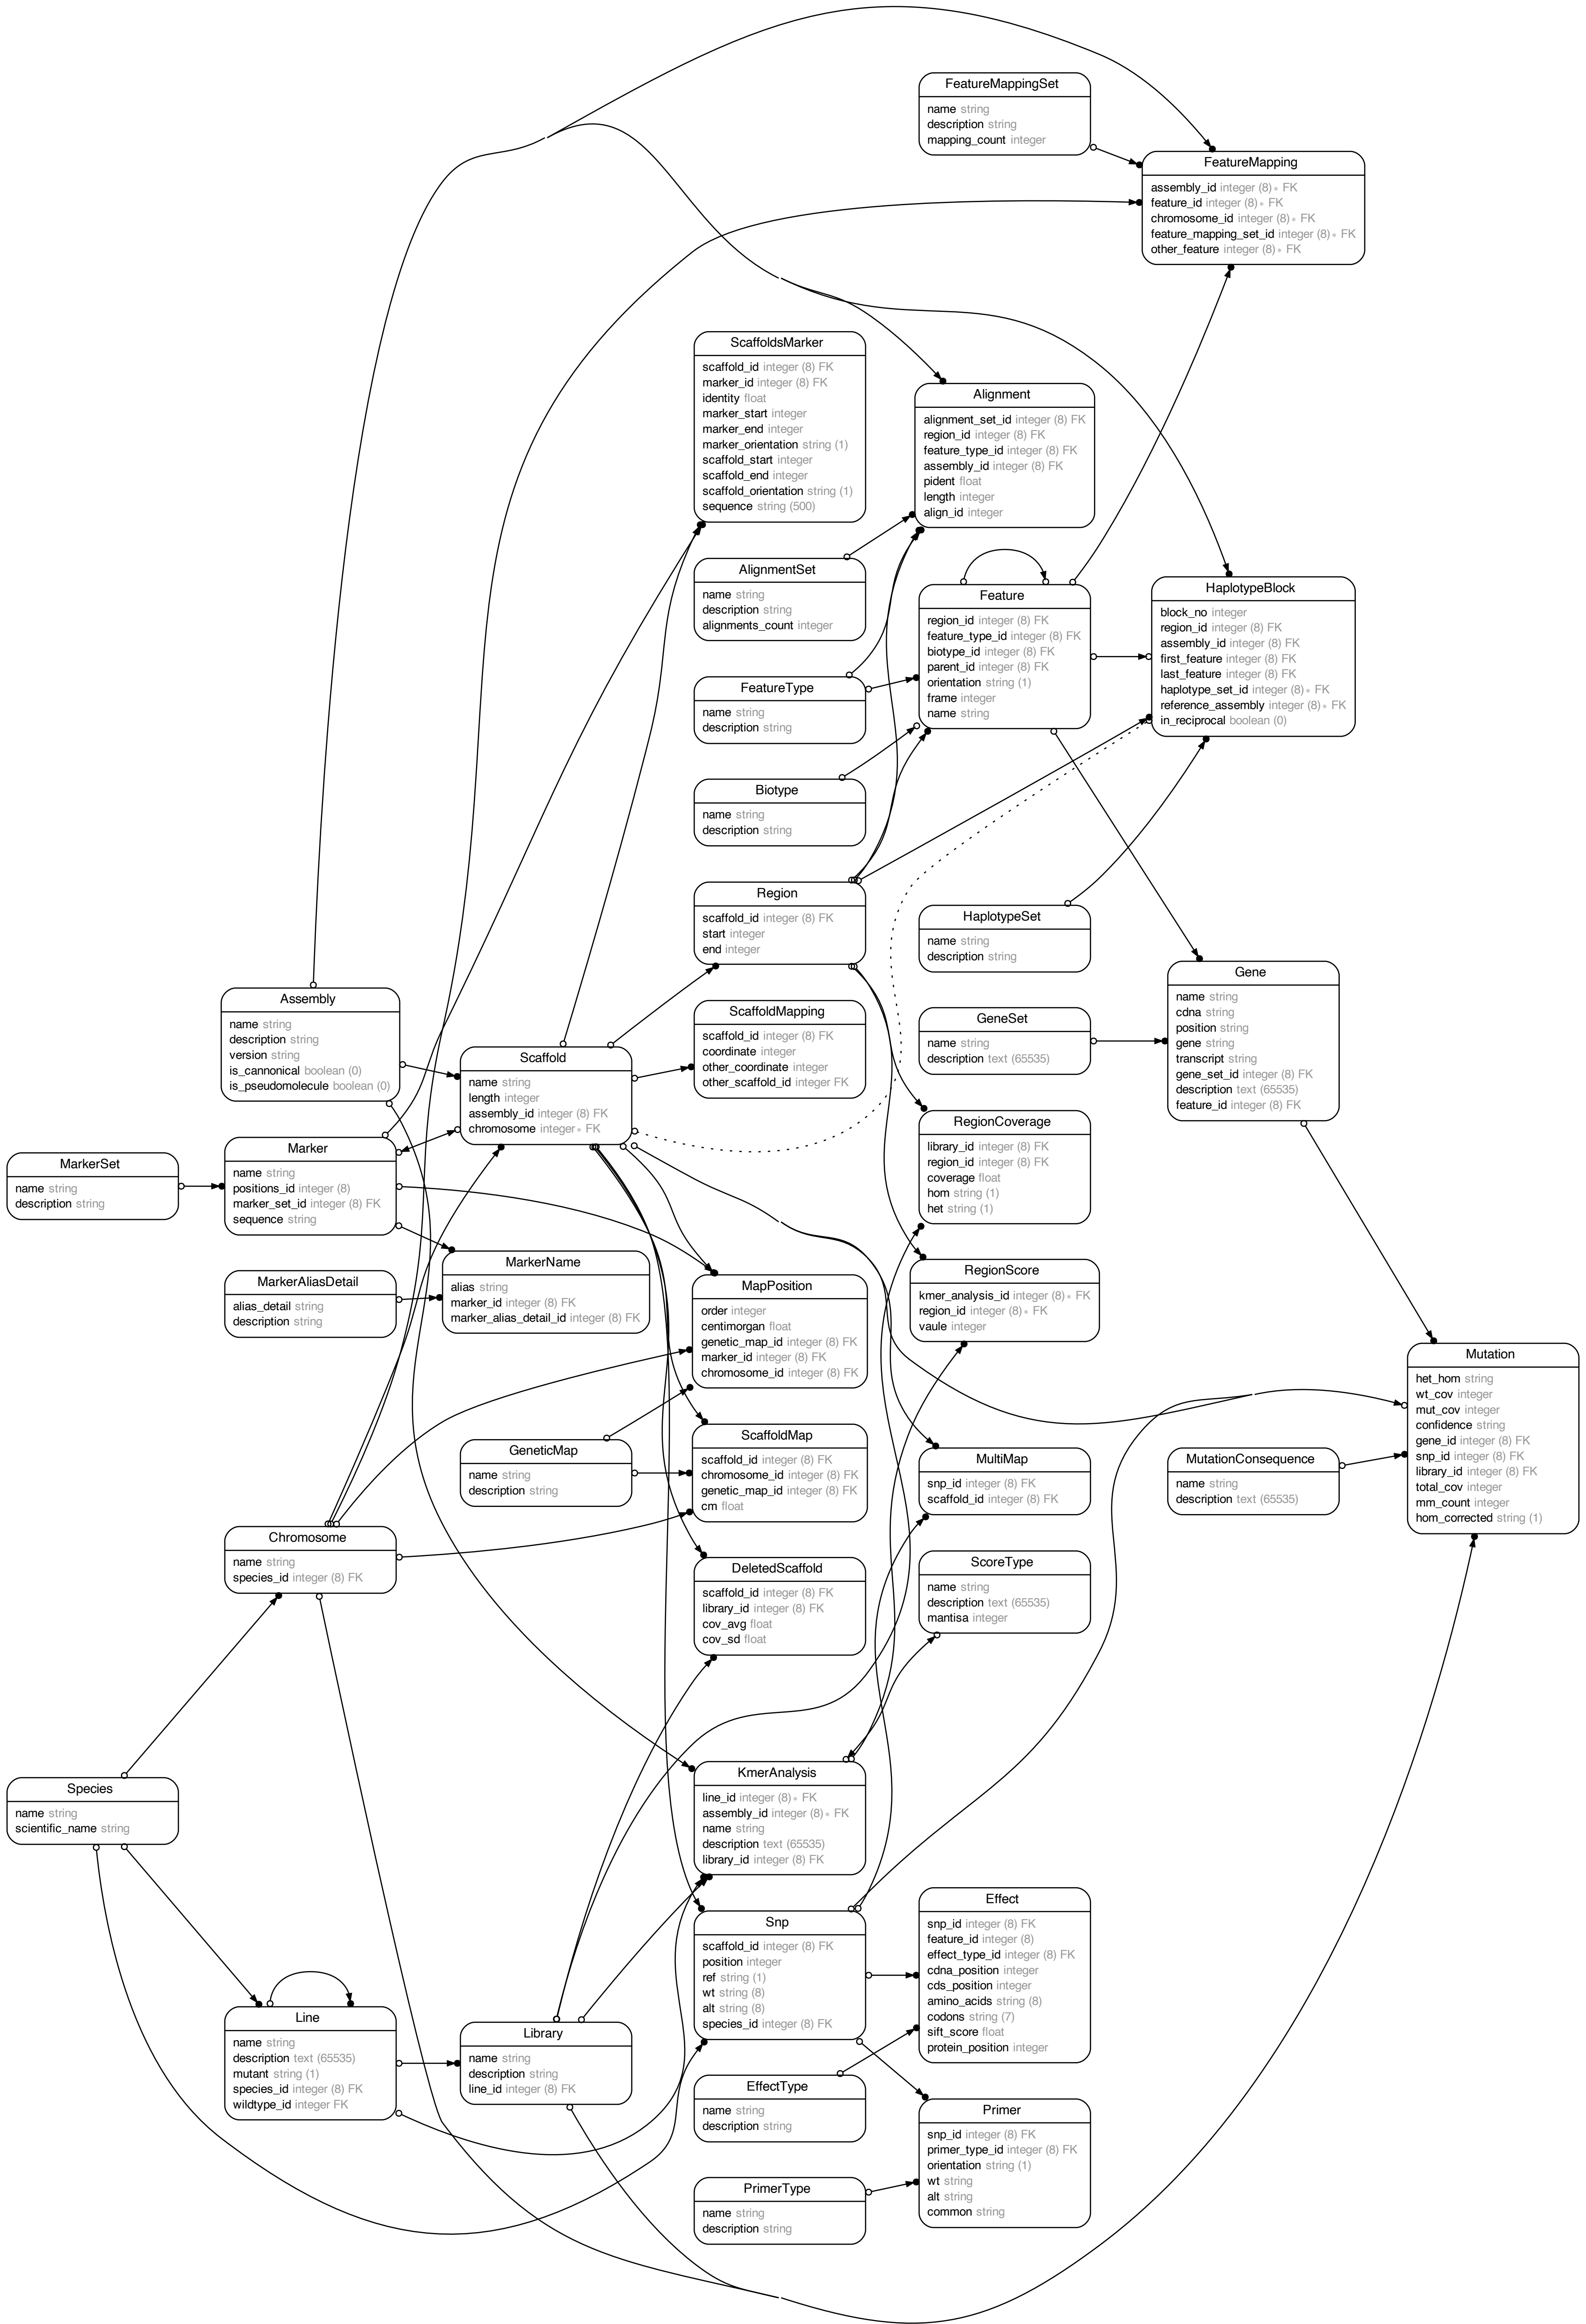 FeatureMappingSet
name string
description string
mapping_count integer
FeatureMapping
assembly_id integer (8)∗ FK
feature_id integer (8)∗ FK
chromosome_id integer (8)∗ FK
feature_mapping_set_id integer (8)∗ FK
other_feature integer (8)∗ FK
ScaffoldsMarker
scaffold_id integer (8) FK
marker_id integer (8) FK
identity float
marker_start integer
marker_end integer
marker_orientation string (1)
scaffold_start integer
scaffold_end integer
scaffold_orientation string (1)
sequence string (500)
Alignment
alignment_set_id integer (8) FK
region_id integer (8) FK
feature_type_id integer (8) FK
assembly_id integer (8) FK
pident float
length integer
align_id integer
AlignmentSet
name string
description string
alignments_count integer
Feature
region_id integer (8) FK
feature_type_id integer (8) FK
biotype_id integer (8) FK
parent_id integer (8) FK
orientation string (1)
frame integer
name string
HaplotypeBlock
block_no integer
region_id integer (8) FK
assembly_id integer (8) FK
first_feature integer (8) FK
last_feature integer (8) FK
haplotype_set_id integer (8)∗ FK
reference_assembly integer (8)∗ FK
in_reciprocal boolean (0)
FeatureType
name string
description string
Biotype
name string
description string
Region
scaffold_id integer (8) FK
start integer
end integer
HaplotypeSet
name string
description string
Gene
name string
cdna string
position string
gene string
transcript string
gene_set_id integer (8) FK
description text (65535)
feature_id integer (8) FK
Assembly
name string
description string
version string
is_cannonical boolean (0)
is_pseudomolecule boolean (0)
ScaffoldMapping
scaffold_id integer (8) FK
coordinate integer
other_coordinate integer
other_scaffold_id integer FK
GeneSet
name string
description text (65535)
Scaffold
name string
length integer
assembly_id integer (8) FK
chromosome integer∗ FK
RegionCoverage
library_id integer (8) FK
region_id integer (8) FK
coverage float
hom string (1)
het string (1)
MarkerSet
name string
description string
Marker
name string
positions_id integer (8)
marker_set_id integer (8) FK
sequence string
MarkerName
alias string
marker_id integer (8) FK
marker_alias_detail_id integer (8) FK
MarkerAliasDetail
alias_detail string
description string
MapPosition
order integer
centimorgan float
genetic_map_id integer (8) FK
marker_id integer (8) FK
chromosome_id integer (8) FK
RegionScore
kmer_analysis_id integer (8)∗ FK
region_id integer (8)∗ FK
vaule integer
Mutation
het_hom string
wt_cov integer
mut_cov integer
confidence string
gene_id integer (8) FK
snp_id integer (8) FK
library_id integer (8) FK
total_cov integer
mm_count integer
hom_corrected string (1)
GeneticMap
name string
description string
ScaffoldMap
scaffold_id integer (8) FK
chromosome_id integer (8) FK
genetic_map_id integer (8) FK
cm float
MultiMap
snp_id integer (8) FK
scaffold_id integer (8) FK
MutationConsequence
name string
description text (65535)
Chromosome
name string
species_id integer (8) FK
DeletedScaffold
scaffold_id integer (8) FK
library_id integer (8) FK
cov_avg float
cov_sd float
ScoreType
name string
description text (65535)
mantisa integer
Species
name string
scientific_name string
KmerAnalysis
line_id integer (8)∗ FK
assembly_id integer (8)∗ FK
name string
description text (65535)
library_id integer (8) FK
Snp
scaffold_id integer (8) FK
position integer
ref string (1)
wt string (8)
alt string (8)
species_id integer (8) FK
Effect
snp_id integer (8) FK
feature_id integer (8)
effect_type_id integer (8) FK
cdna_position integer
cds_position integer
amino_acids string (8)
codons string (7)
sift_score float
protein_position integer
Line
name string
description text (65535)
mutant string (1)
species_id integer (8) FK
wildtype_id integer FK
Library
name string
description string
line_id integer (8) FK
EffectType
name string
description string
Primer
snp_id integer (8) FK
primer_type_id integer (8) FK
orientation string (1)
wt string
alt string
common string
PrimerType
name string
description string